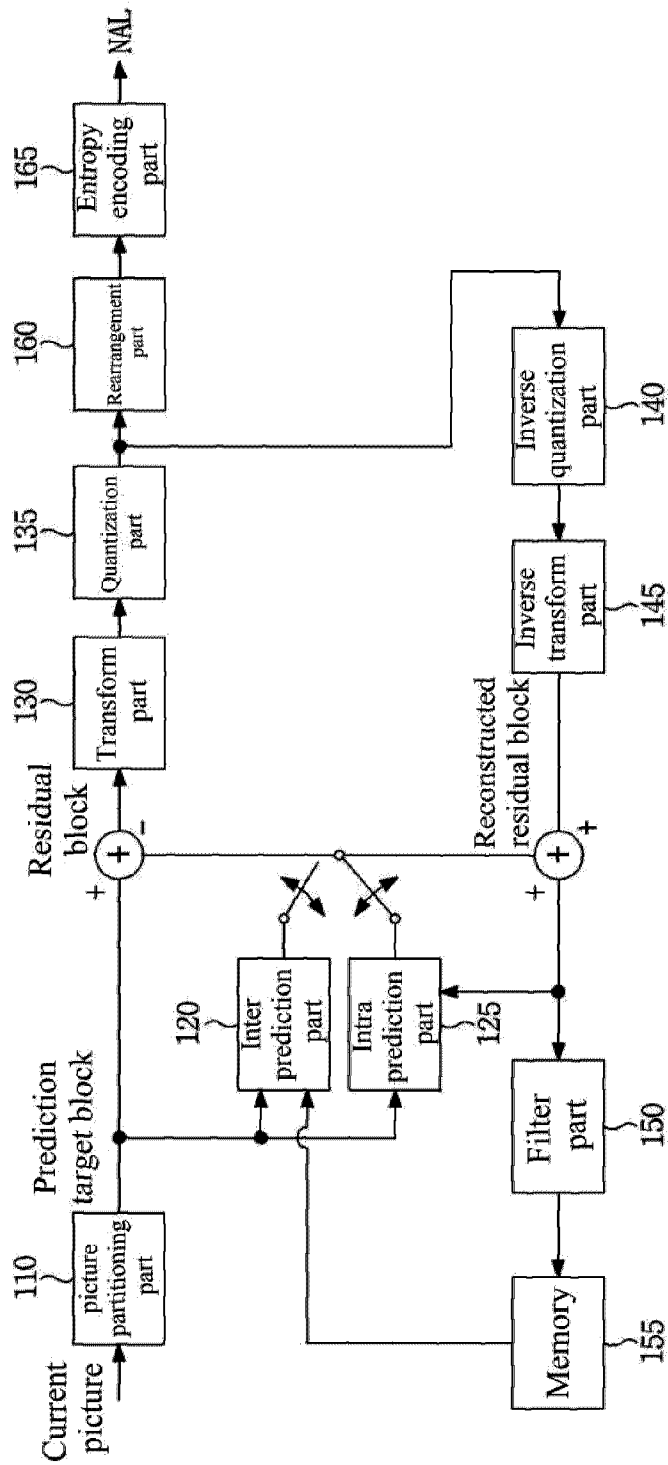 Current
picture
110
picture
partitioning
part
Prediction
target block
Residual
block
+
+
-
130
Transform
part
135
Quantization
part
160
Rearrangement
part
165
Entropy
encoding
part
NAL
120
Inter
prediction
part
Intra
prediction
part
125
Inverse
quantization
part
140
Inverse
transform
part
145
Reconstructed
residual block
+
+
+
Filter
part
150
Memory
155